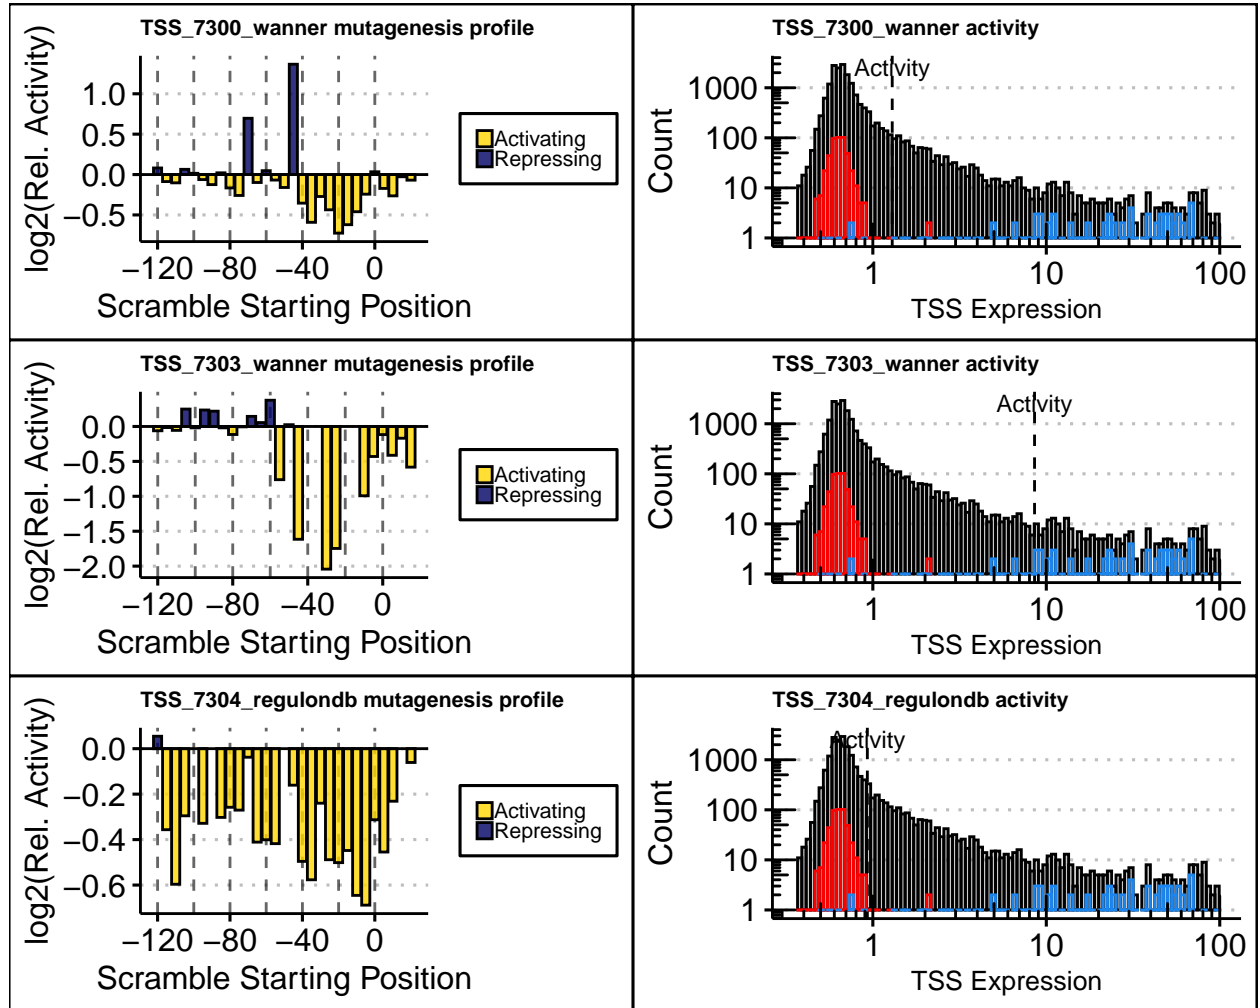 TSS_7300_wanner mutagenesis profile
log2(Rel. Activity)
1.0
0.5
0.0
−0.5
−120 −80 −40 0
Scramble Starting Position
Activating
Repressing
TSS_7300_wanner activity
Activity
Count
1000
100
10
1
1 10 100
TSS Expression
TSS_7303_wanner mutagenesis profile
log2(Rel. Activity)
0.0
−0.5
−1.0
−1.5
−2.0
−120 −80 −40 0
Scramble Starting Position
Activating
Repressing
TSS_7303_wanner activity
Activity
Count
1000
100
10
1
1 10 100
TSS Expression
TSS_7304_regulondb mutagenesis profile
log2(Rel. Activity)
0.0
−0.2
−0.4
−0.6
−120 −80 −40 0
Scramble Starting Position
Activating
Repressing
TSS_7304_regulondb activity
Activity
Count
1000
100
10
1
1 10 100
TSS Expression